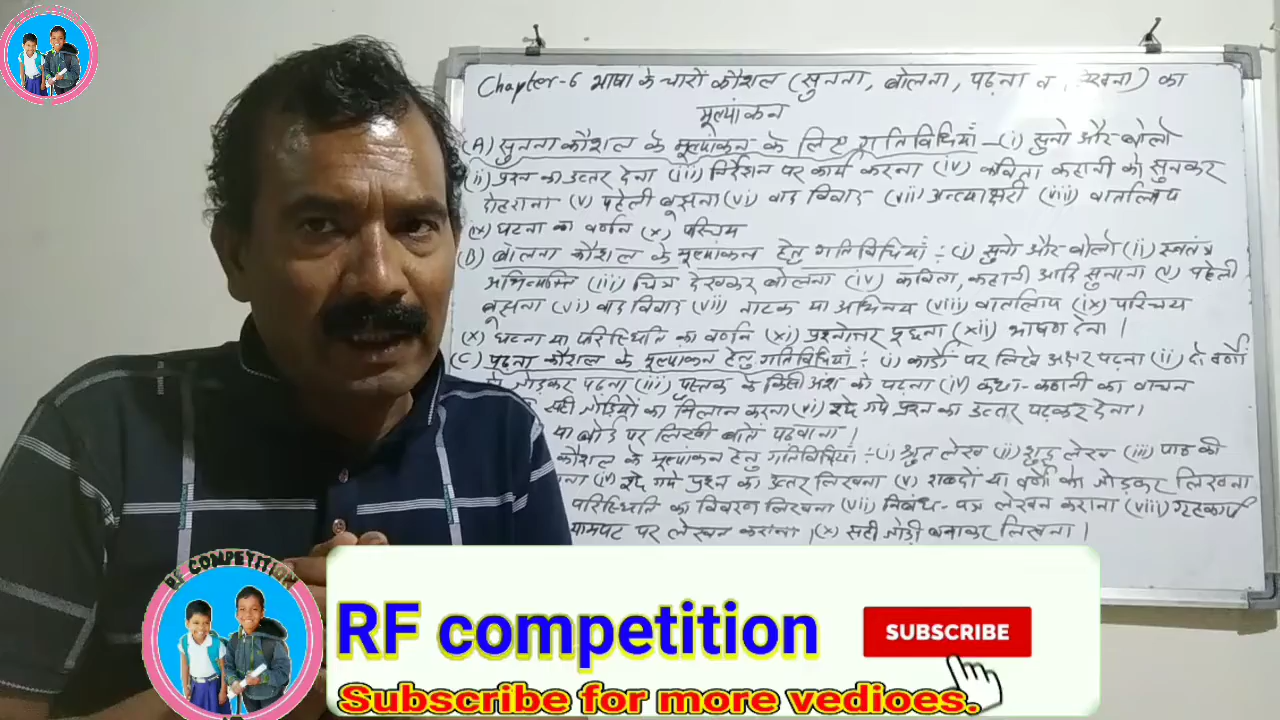 Chapter-6 भाषा के चारों कौशल (सुनना, बोलना, पढ़ना व लिखना) का
मूल्यांकन
(A) सुनना कौशल के मूल्यांकन के लिए गतिविधियाँ - (i) सुनो और बोलो
(ii) प्रश्न का उत्तर देना (iii) निर्देशन पर कार्य करना (iv) कविता कहानी को सुनकर
दोहराना (v) पहेली बूझना (vi) वाद विवाद (vii) अन्त्याक्षरी (viii) वार्तालाप
(ix) घटना का वर्णन (x) परिचय
(B) बोलना कौशल के मूल्यांकन हेतु गतिविधियाँ :- (i) सुनो और बोलो (ii) स्वतंत्र
अभिव्यक्ति (iii) चित्र देखकर बोलना (iv) कविता, कहानी आदि सुनाना (v) पहेली
बूझना (vi) वाद विवाद (vii) नाटक या अभिनय (viii) वार्तालाप (ix) परिचय
(x) घटना या परिस्थिति का वर्णन (xi) प्रश्नोत्तर पूछना (xii) भाषण देना।
(C) पढ़ना कौशल के मूल्यांकन हेतु गतिविधियाँ :- (i) कार्डों पर लिखे अक्षर पढ़ना (ii) दो वर्णों
जोड़कर पढ़ना (iii) पुस्तक के किसी अंश को पढ़ना (iv) कथा-कहानी का वाचन
सही जोड़ियों का मिलान करना (vi) दिये गये प्रश्न का उत्तर पढ़कर देना।
या बोर्ड पर लिखी बातें पढ़वाना।
कौशल के मूल्यांकन हेतु गतिविधियां :- (i) श्रुत लेख (ii) शुद्ध लेख (iii) पाठ की
(iv) दिये गये प्रश्न का उत्तर लिखना (v) शब्दों या वर्णों को जोड़कर लिखना
परिस्थिति का विवरण लिखना (vii) निबंध-पत्र लेखन कराना (viii) गृहकार्य
पर लेखन कराना (x) सही जोड़ी बनाकर लिखना।
RF COMPETITION
RF competition
SUBSCRIBE
Subscribe for more vedioes.